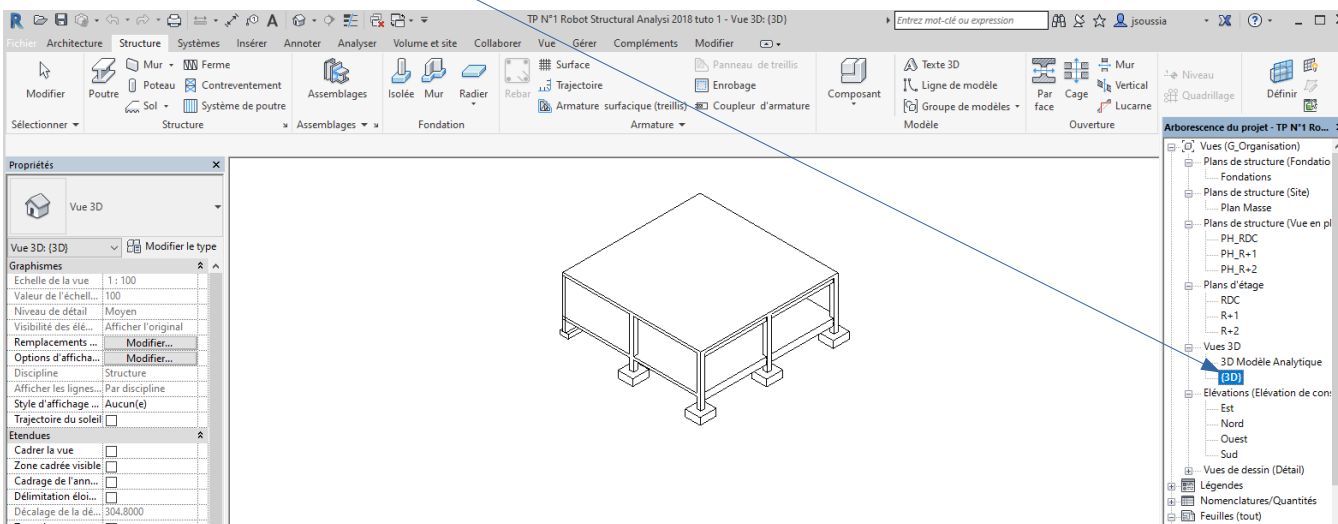 TP N°1 Robot Structural Analysi 2018 tuto 1 - Vue 3D: {3D}
Entrez mot-clé ou expression
jsoussia
Fichier Architecture Structure Systèmes Insérer Annoter Analyser Volume et site Collaborer Vue Gérer Compléments Modifier
Modifier
Sélectionner
Poutre
Mur
Poteau
Sol
Ferme
Contreventement
Système de poutre
Structure
Assemblages
Assemblages
Isolée Mur Radier
Fondation
Rebar
Surface
Trajectoire
Armature surfacique (treillis)
Panneau de treillis
Enrobage
Coupleur d'armature
Armature
Composant
Texte 3D
Ligne de modèle
Groupe de modèles
Modèle
Par face
Cage
Mur
Vertical
Lucarne
Ouverture
Niveau
Quadrillage
Définir
Propriétés
Vue 3D
Vue 3D: {3D}
Modifier le type
Graphismes
Echelle de la vue 1 : 100
Valeur de l'échell... 100
Niveau de détail Moyen
Visibilité des élé... Afficher l'original
Remplacements ... Modifier...
Options d'afficha... Modifier...
Discipline Structure
Afficher les lignes... Par discipline
Style d'affichage ... Aucun(e)
Trajectoire du soleil
Etendues
Cadrer la vue
Zone cadrée visible
Cadrage de l'ann...
Délimitation éloi...
Décalage de la dé... 304.8000
Arborescence du projet - TP N°1 Ro...
Vues (G_Organisation)
Plans de structure (Fondatio
Fondations
Plans de structure (Site)
Plan Masse
Plans de structure (Vue en pl
PH_RDC
PH_R+1
PH_R+2
Plans d'étage
RDC
R+1
R+2
Vues 3D
3D Modèle Analytique
{3D}
Elévations (Elévation de cons
Est
Nord
Ouest
Sud
Vues de dessin (Détail)
Légendes
Nomenclatures/Quantités
Feuilles (tout)